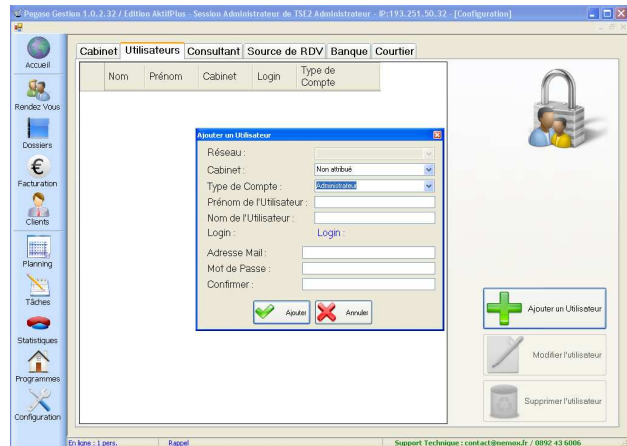 Pegase Gestion 1.0.2.32 / Edition AktifPlus - Session Administrateur de TSE2 Administrateur - IP:193.251.50.32 - [Configuration]
Accueil
Rendez Vous
Dossiers
Facturation
Clients
Planning
Tâches
Statistiques
Programmes
Configuration
Cabinet Utilisateurs Consultant Source de RDV Banque Courtier
Nom Prénom Cabinet Login Type de Compte
Ajouter un Utilisateur
Réseau :
Cabinet : Non attribué
Type de Compte : Administrateur
Prénom de l'Utilisateur :
Nom de l'Utilisateur :
Login : Login :
Adresse Mail :
Mot de Passe :
Confirmer :
Ajouter Annuler
Ajouter un Utilisateur
Modifier l'utilisateur
Supprimer l'utilisateur
En ligne : 1 pers. Rappel Support Technique : contact@nemox.fr / 0892 43 6006